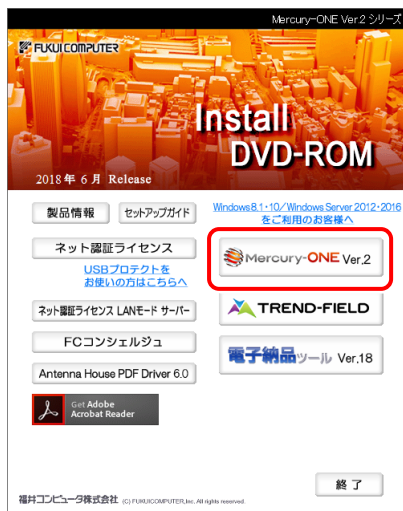 Mercury-ONE Ver.2 シリーズ
FUKUI COMPUTER
Install
DVD-ROM
2018年 6月 Release
製品情報
セットアップガイド
Windows8.1・10/Windows Server 2012・2016
をご利用のお客様へ
ネット認証ライセンス
Mercury-ONE Ver.2
USBプロテクトを
お使いの方はこちらへ
ネット認証ライセンス LANモード サーバー
TREND-FIELD
FCコンシェルジュ
電子納品ツール Ver.18
Antenna House PDF Driver 6.0
Get Adobe
Acrobat Reader
終 了
福井コンピュータ株式会社 (C) FUKUICOMPUTER,Inc. All rights reserved.